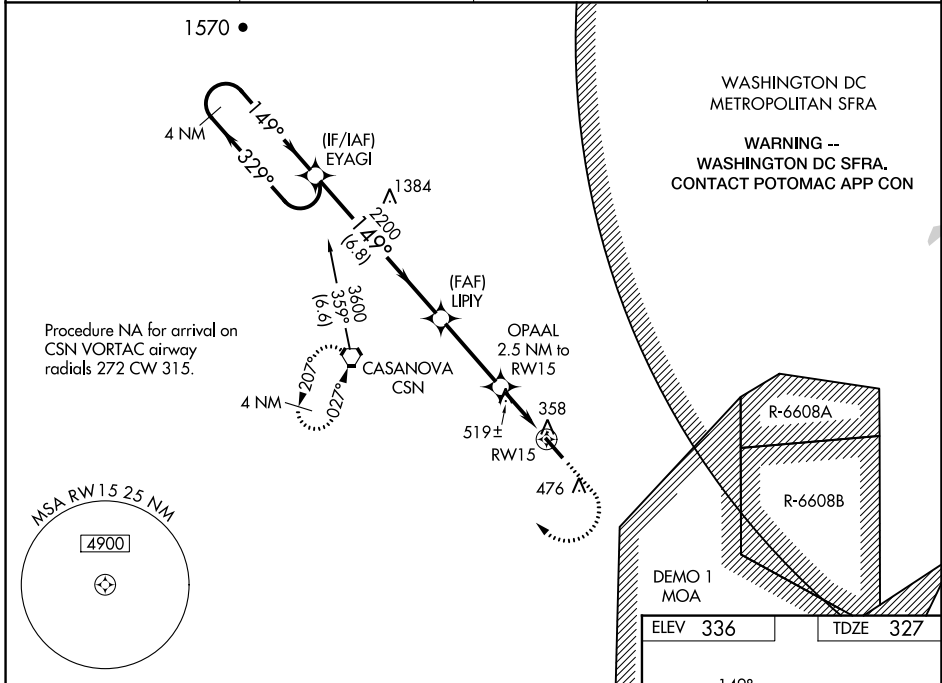 1570
WASHINGTON DC
METROPOLITAN SFRA
WARNING --
WASHINGTON DC SFRA.
CONTACT POTOMAC APP CON
4 NM
149°
329°
(IF/IAF)
EYAGI
1384
2200
149°
(6.8)
(FAF)
LIPIY
3600
359°
(6.6)
Procedure NA for arrival on
CSN VORTAC airway
radials 272 CW 315.
OPAAL
2.5 NM to
RW15
CASANOVA
CSN
207°
027°
4 NM
519±
358
RW15
476
R-6608A
R-6608B
MSA RW15 25 NM
4900
DEMO 1
MOA
ELEV 336
TDZE 327